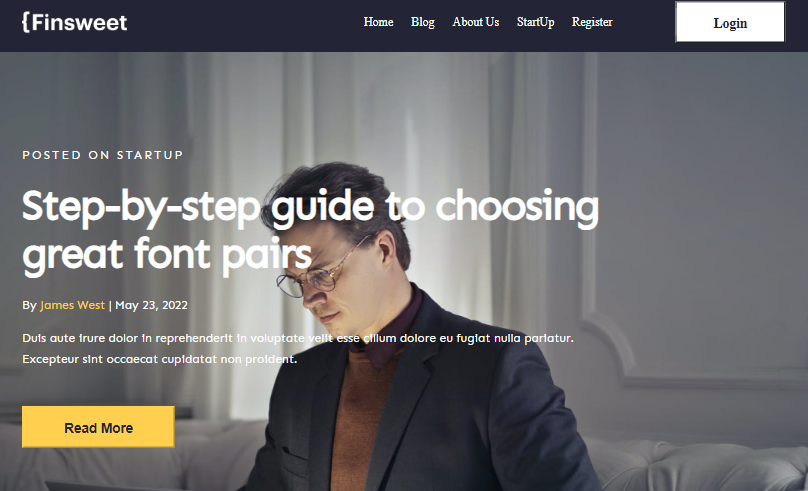 {Finsweet
Home Blog About Us StartUp Register Login
POSTED ON STARTUP
Step-by-step guide to choosing
great font pairs
By James West | May 23, 2022
Duis aute irure dolor in reprehenderit in voluptate velit esse cillum dolore eu fugiat nulla pariatur.
Excepteur sint occaecat cupidatat non proident.
Read More